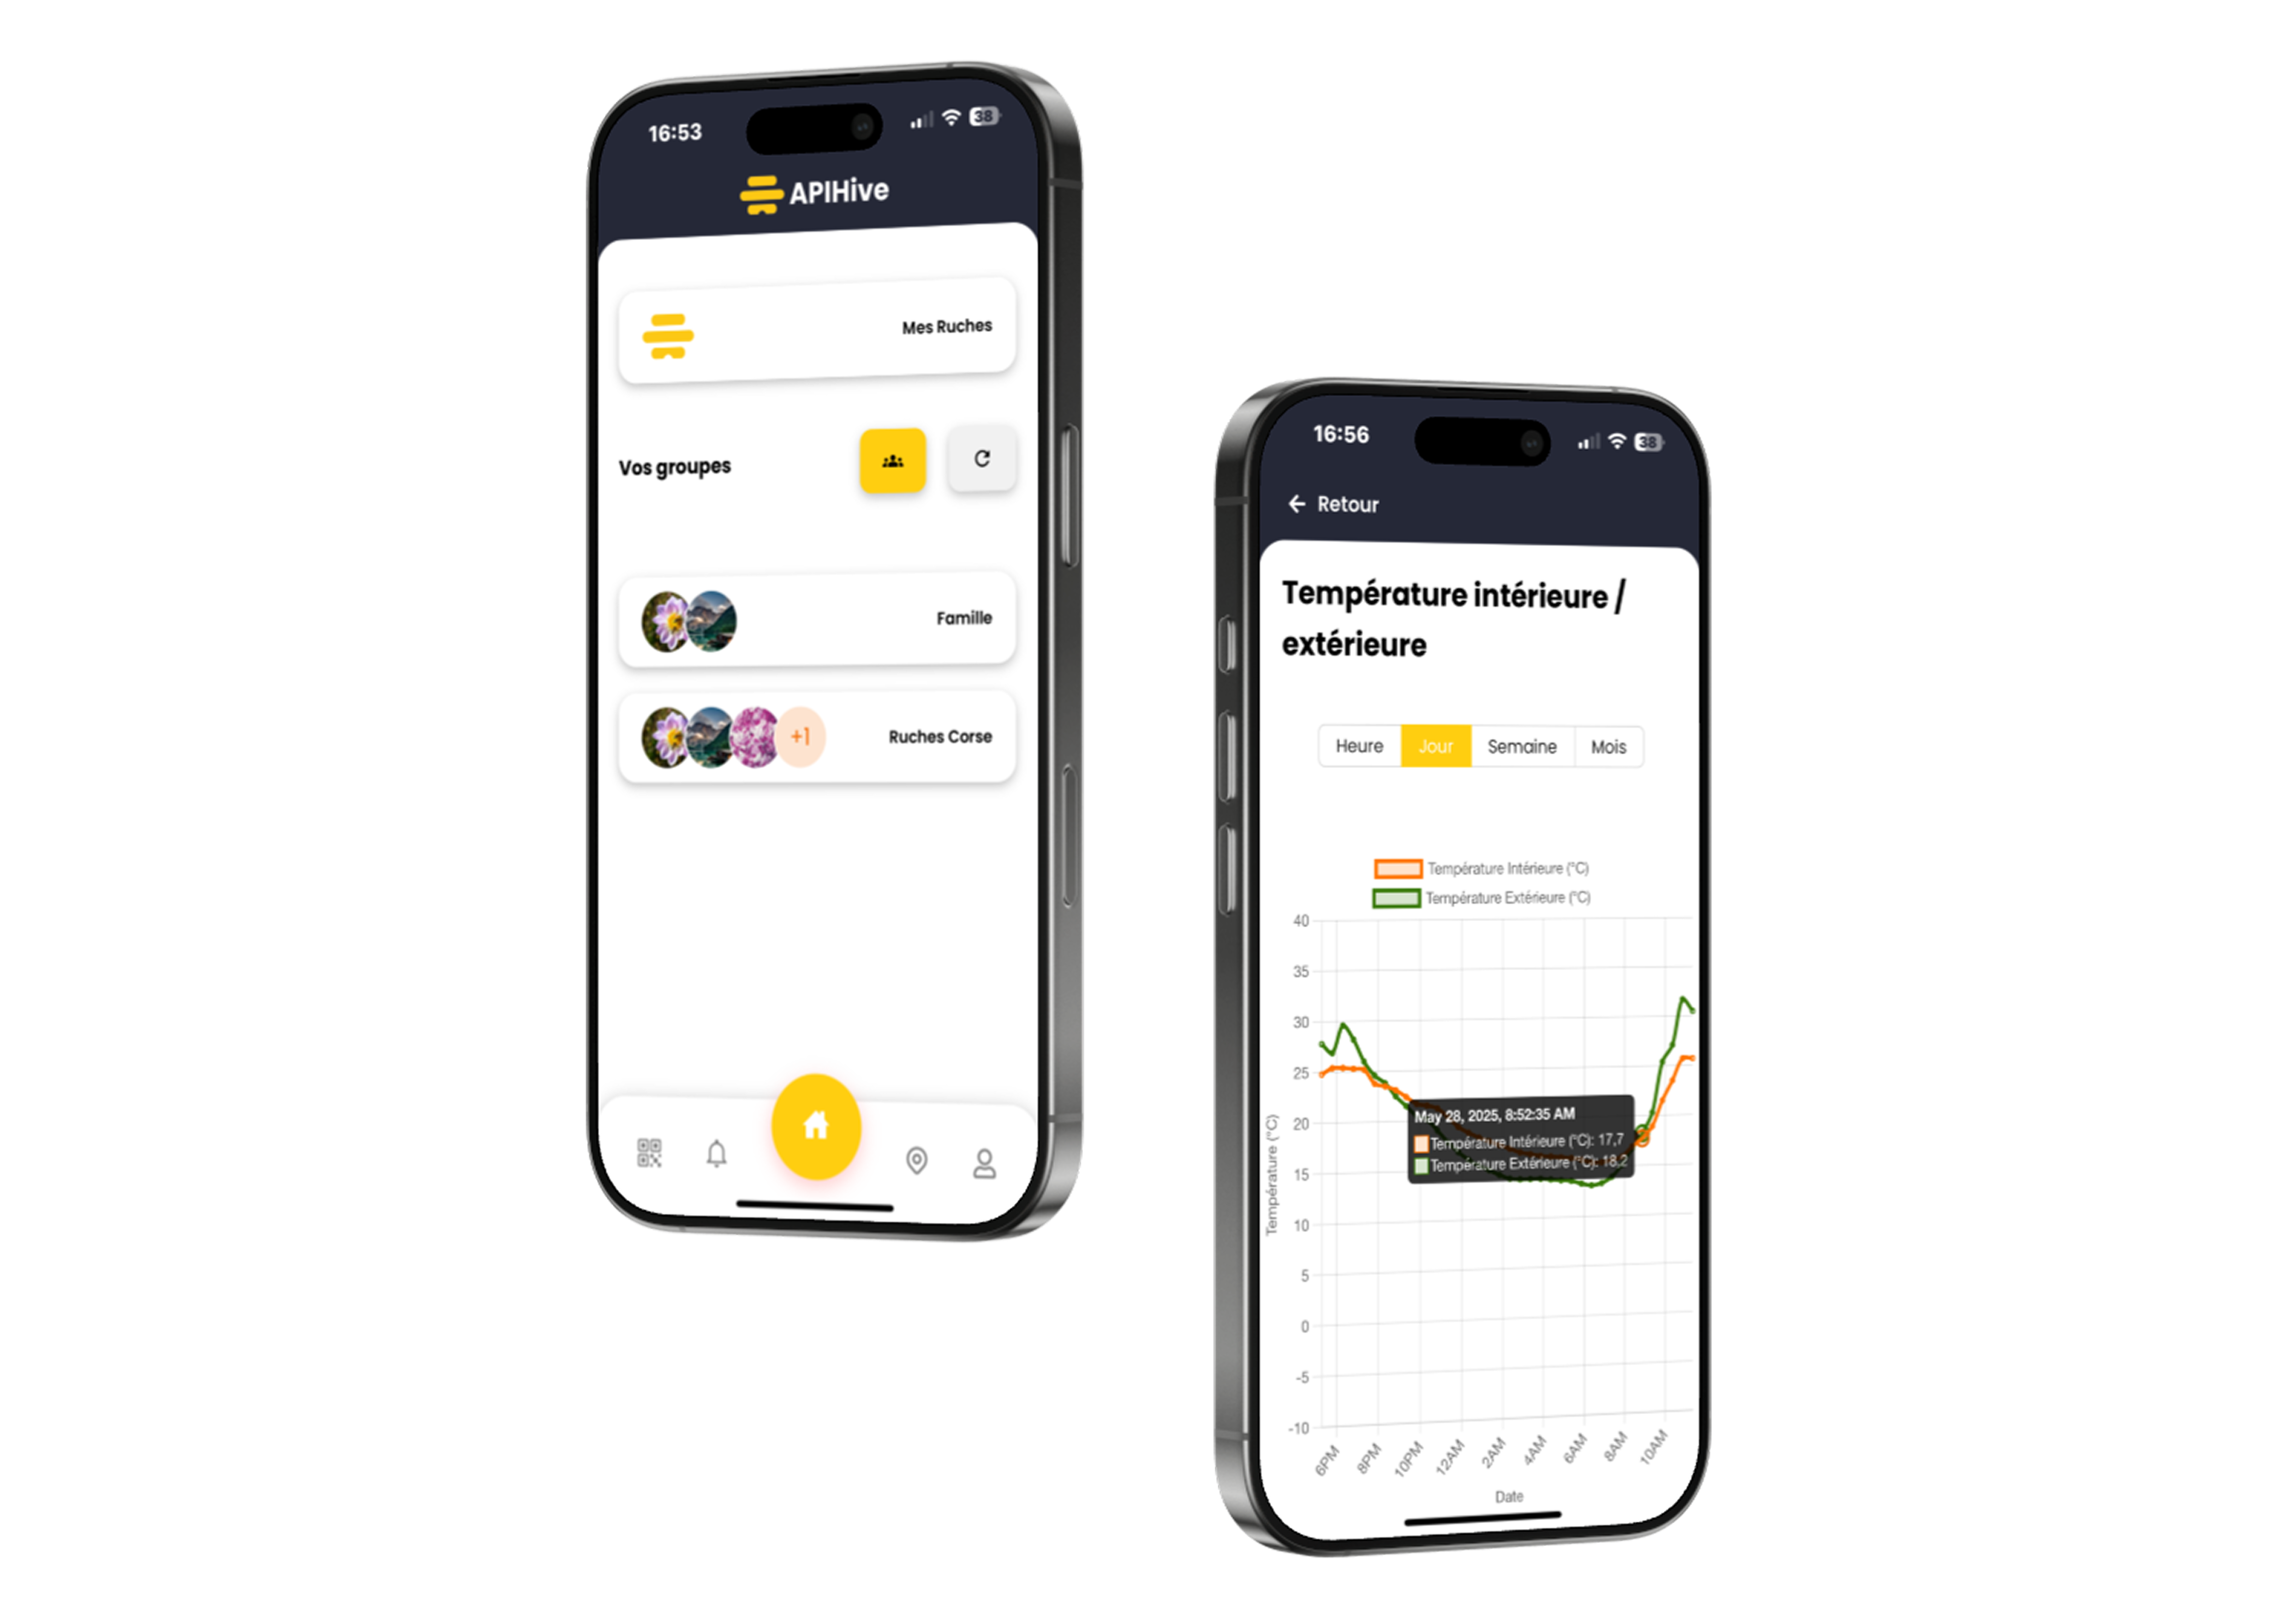 16:53
38
APIHive
Mes Ruches
Vos groupes
Famille
+1
Ruches Corse
16:56
38
Retour
Température intérieure /
extérieure
Heure Jour Semaine Mois
Température Intérieure (°C)
Température Extérieure (°C)
40
35
30
25
20
15
10
5
0
-5
-10
Température (°C)
May 28, 2025, 8:52:35 AM
Température Intérieure (°C): 17,7
Température Extérieure (°C): 18,2
6PM 8PM 10PM 12AM 2AM 4AM 6AM 8AM 10AM
Date